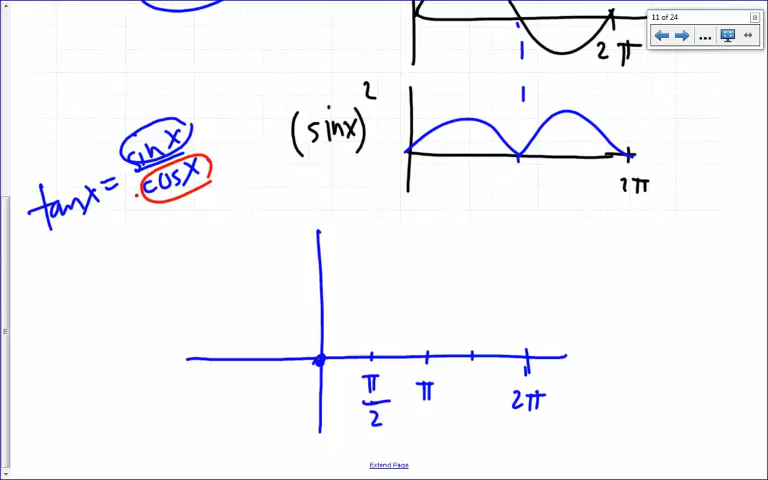 11 of 24
...
2π
(sinx)²
2π
tanx = sinx/cosx
π/2 π 2π
Extend Page